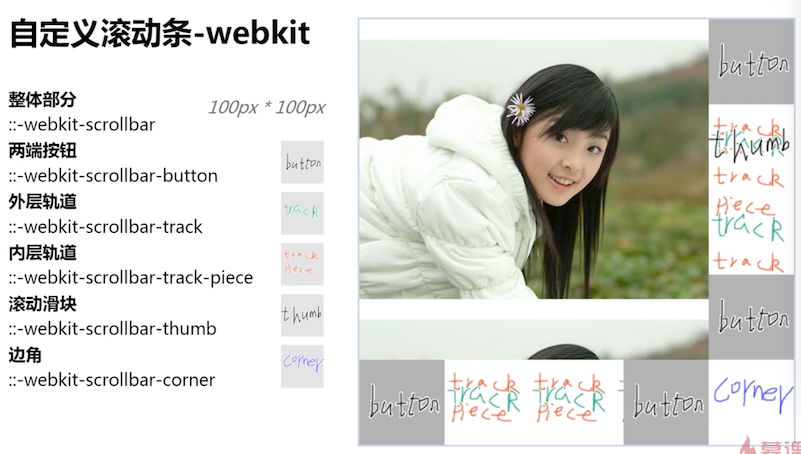 自定义滚动条-webkit
整体部分
100px * 100px
::-webkit-scrollbar
两端按钮
::-webkit-scrollbar-button
button
外层轨道
::-webkit-scrollbar-track
track
内层轨道
::-webkit-scrollbar-track-piece
track
piece
滚动滑块
::-webkit-scrollbar-thumb
thumb
边角
::-webkit-scrollbar-corner
corner
button
track
track
thumb
track
piece
track
track
button
track
track
piece
track
track
piece
button
button
corner